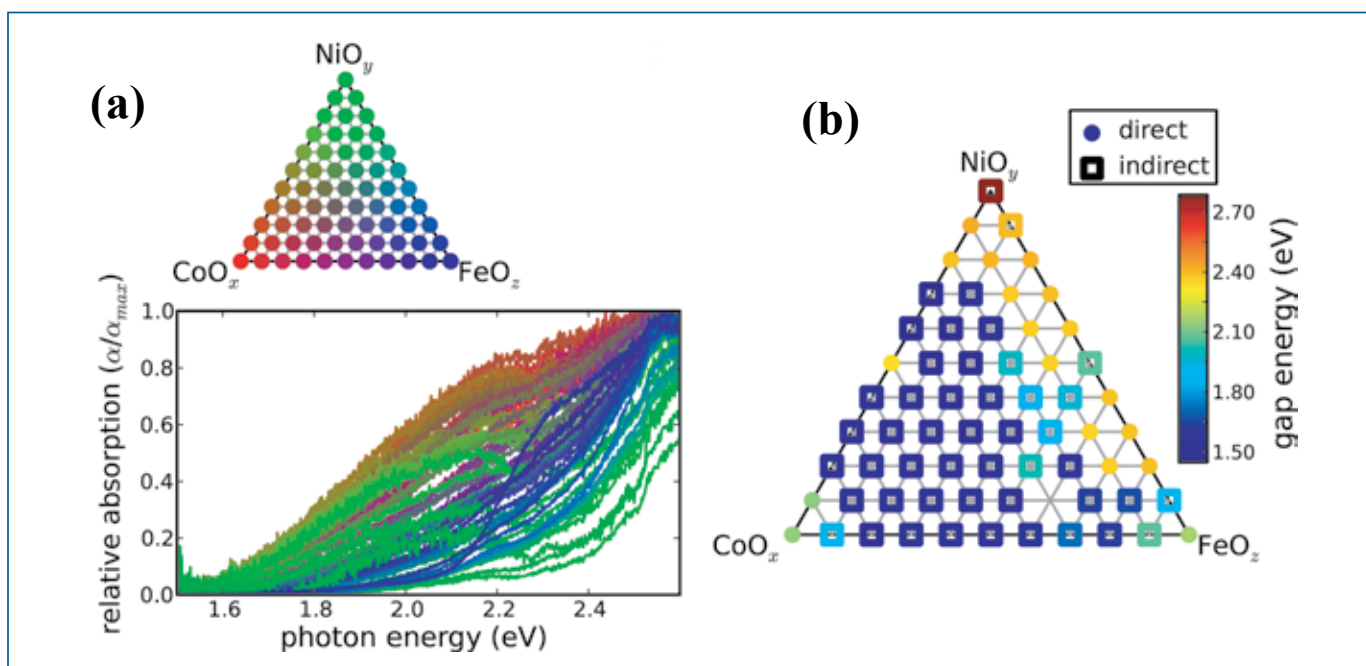 (a)
NiOy
CoOx
FeOz
relative absorption (α/αmax)
1.0
0.8
0.6
0.4
0.2
0.0
1.6
1.8
2.0
2.2
2.4
photon energy (eV)
(b)
direct
indirect
NiOy
CoOx
FeOz
2.70
2.40
2.10
1.80
1.50
gap energy (eV)